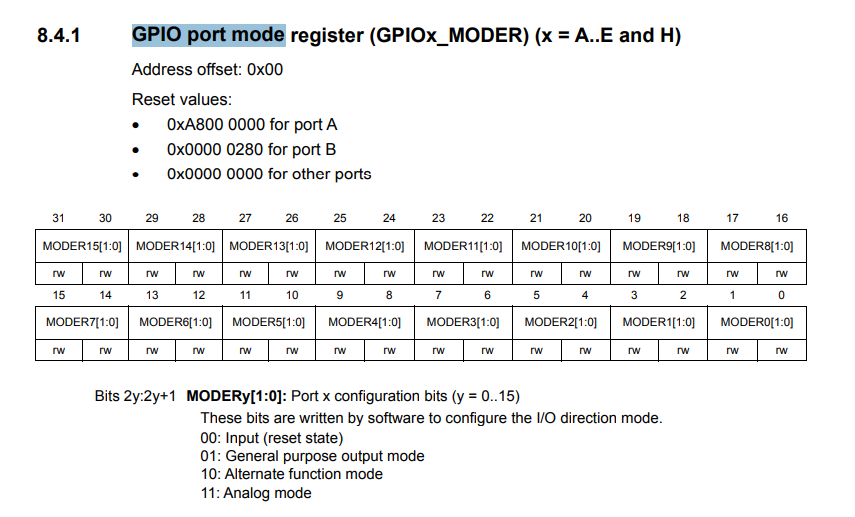 8.4.1 GPIO port mode register (GPIOx_MODER) (x = A..E and H)
Address offset: 0x00
Reset values:
• 0xA800 0000 for port A
• 0x0000 0280 for port B
• 0x0000 0000 for other ports
31 30 29 28 27 26 25 24 23 22 21 20 19 18 17 16
MODER15[1:0] MODER14[1:0] MODER13[1:0] MODER12[1:0] MODER11[1:0] MODER10[1:0] MODER9[1:0] MODER8[1:0]
rw rw rw rw rw rw rw rw rw rw rw rw rw rw rw rw
15 14 13 12 11 10 9 8 7 6 5 4 3 2 1 0
MODER7[1:0] MODER6[1:0] MODER5[1:0] MODER4[1:0] MODER3[1:0] MODER2[1:0] MODER1[1:0] MODER0[1:0]
rw rw rw rw rw rw rw rw rw rw rw rw rw rw rw rw
Bits 2y:2y+1 MODERy[1:0]: Port x configuration bits (y = 0..15)
These bits are written by software to configure the I/O direction mode.
00: Input (reset state)
01: General purpose output mode
10: Alternate function mode
11: Analog mode